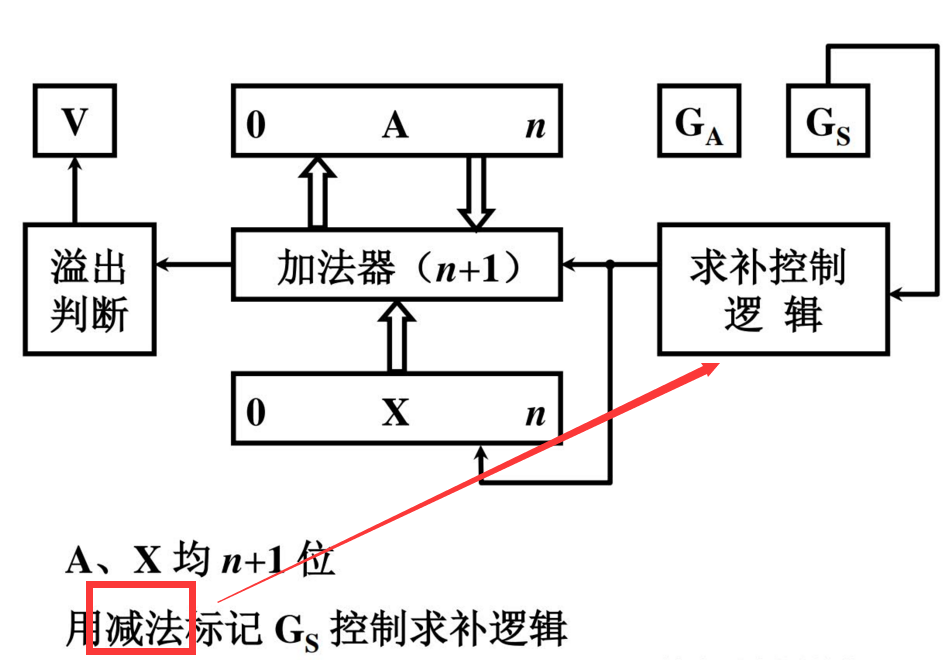 V
0 A n
G_A
G_S
溢出
判断
加法器（n+1）
求补控制
逻 辑
0 X n
A、X 均 n+1 位
用减法标记 G_S 控制求补逻辑